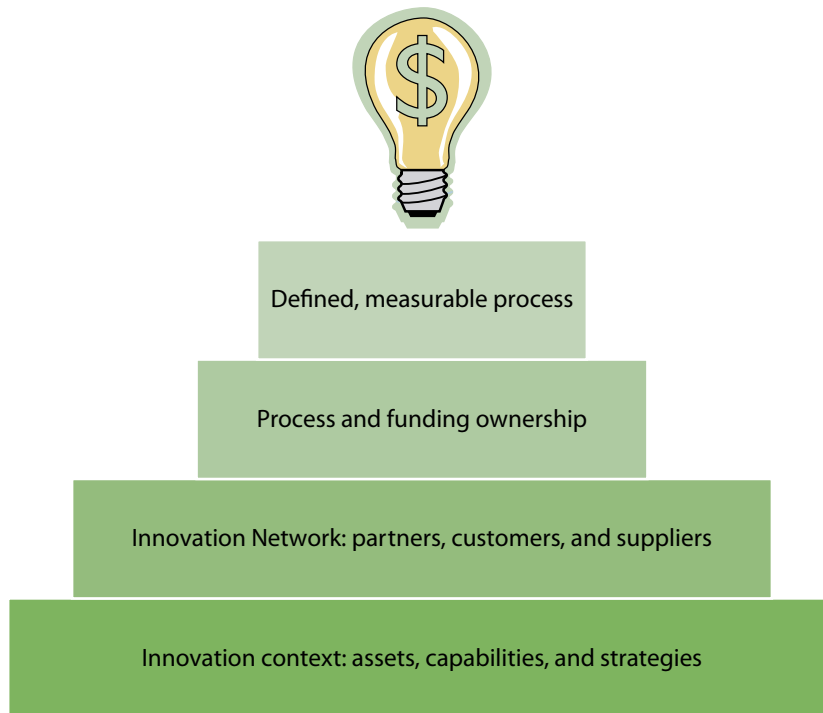 $
Defined, measurable process
Process and funding ownership
Innovation Network: partners, customers, and suppliers
Innovation context: assets, capabilities, and strategies